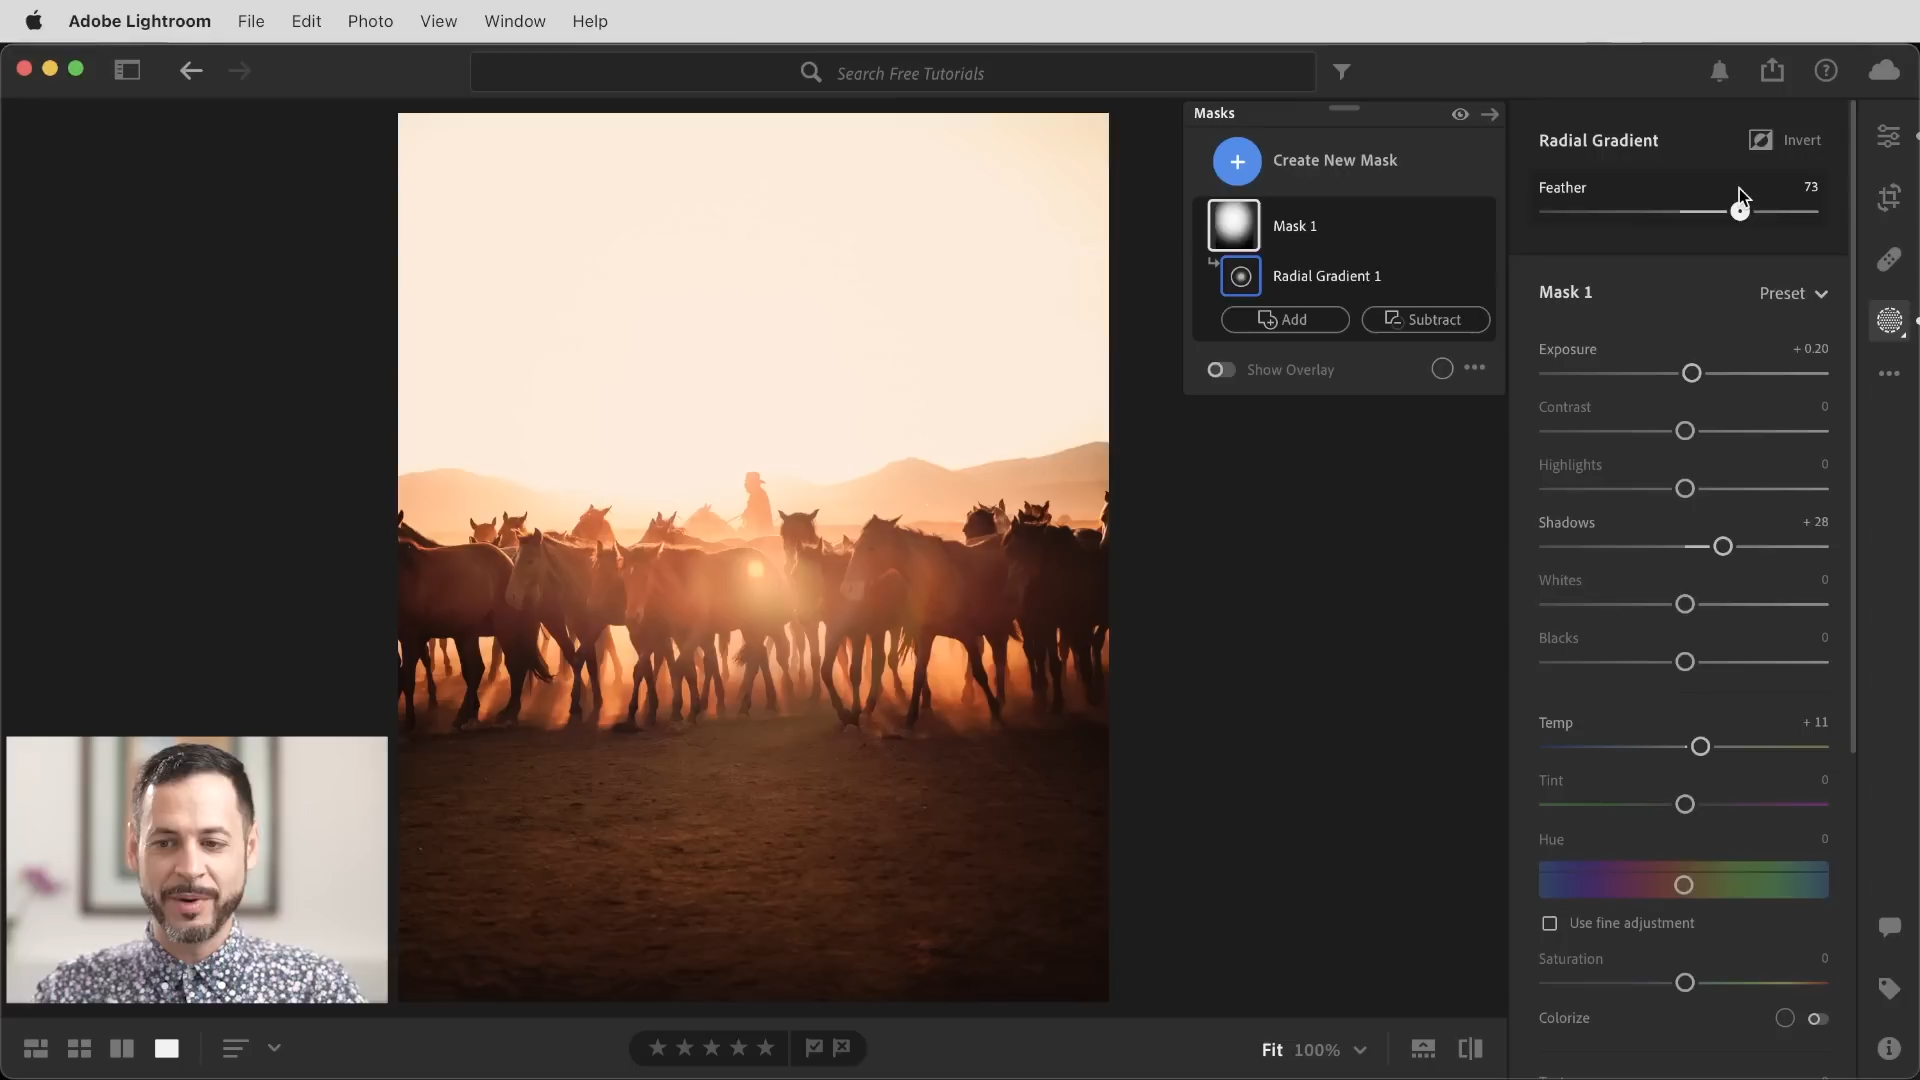 Adobe Lightroom File Edit Photo View Window Help
Search Free Tutorials
Masks
Create New Mask
Mask 1
Radial Gradient 1
Add Subtract
Show Overlay
Radial Gradient Invert
Feather 73
Mask 1 Preset
Exposure + 0.20
Contrast 0
Highlights 0
Shadows + 28
Whites 0
Blacks 0
Temp + 11
Tint 0
Hue 0
Use fine adjustment
Saturation 0
Colorize
Fit 100%